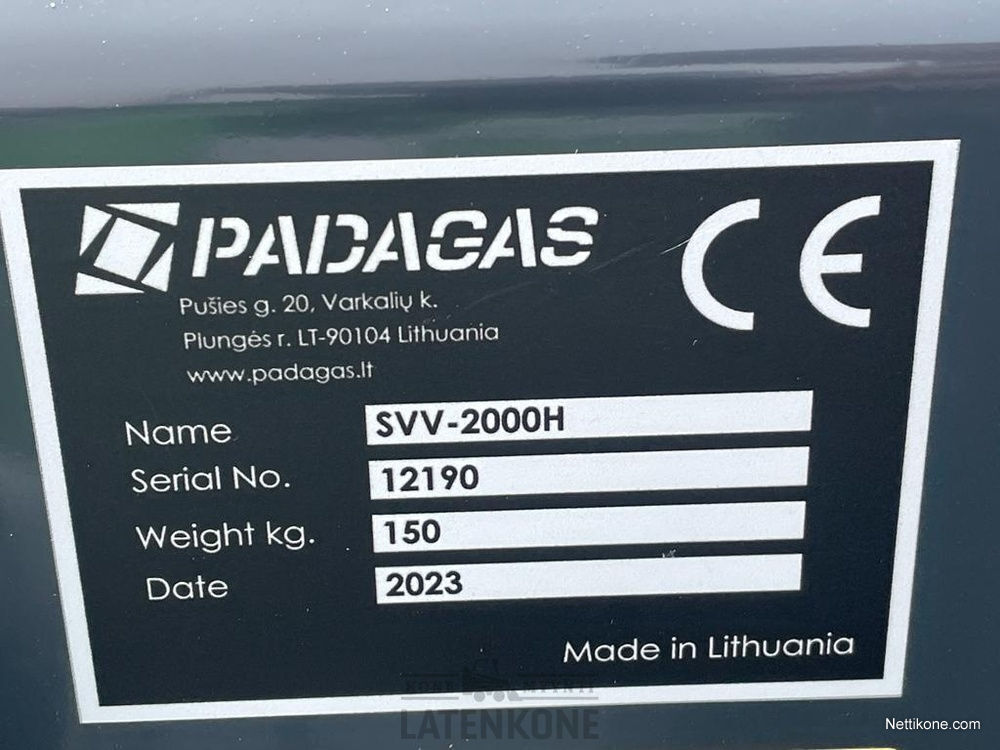 PADAGAS
CE
Pušies g. 20, Varkalių k.
Plungės r. LT-90104 Lithuania
www.padagas.lt
Name SVV-2000H
Serial No. 12190
Weight kg. 150
Date 2023
Made in Lithuania
KONEMYYNTI
LATENKONE
Nettikone.com